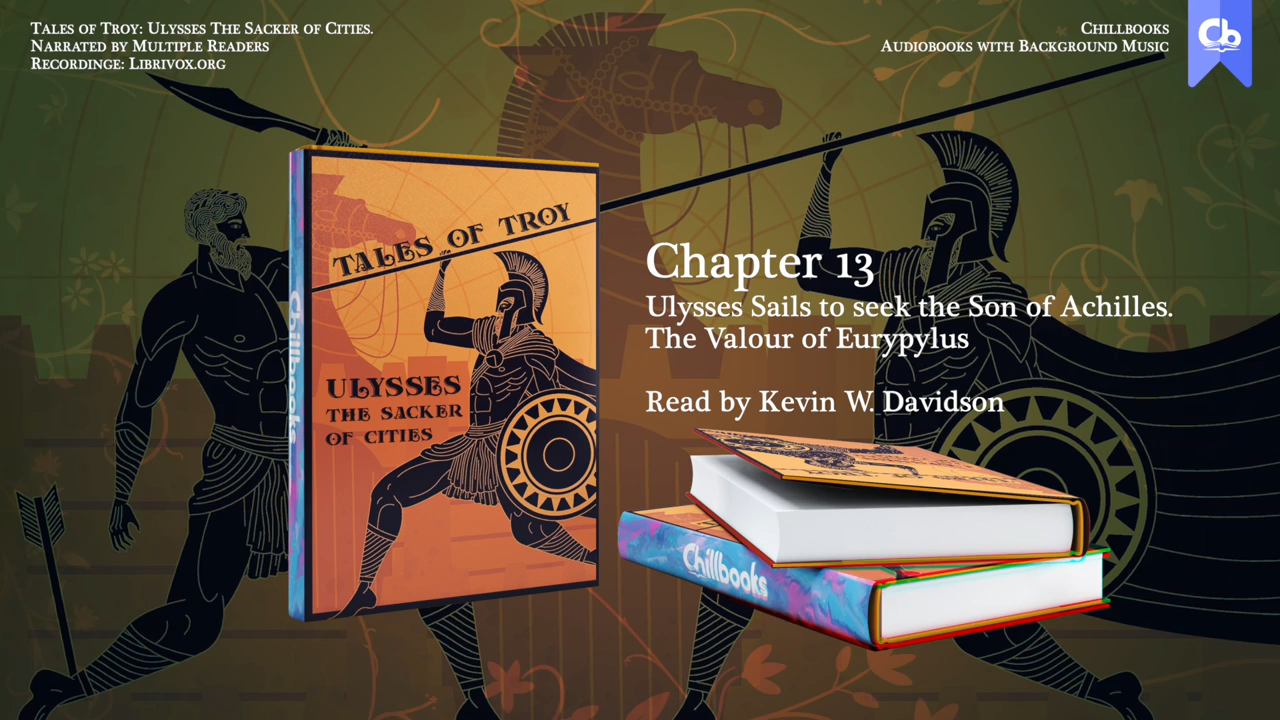 Tales of Troy: Ulysses The Sacker of Cities.
Narrated by Multiple Readers
Recordinge: Librivox.org
Chillbooks
Audiobooks with Background Music
Cb
TALES OF TROY
ULYSSES
THE SACKER
OF CITIES
Chillbooks
Chapter 13
Ulysses Sails to seek the Son of Achilles.
The Valour of Eurypylus
Read by Kevin W. Davidson
Chillbooks